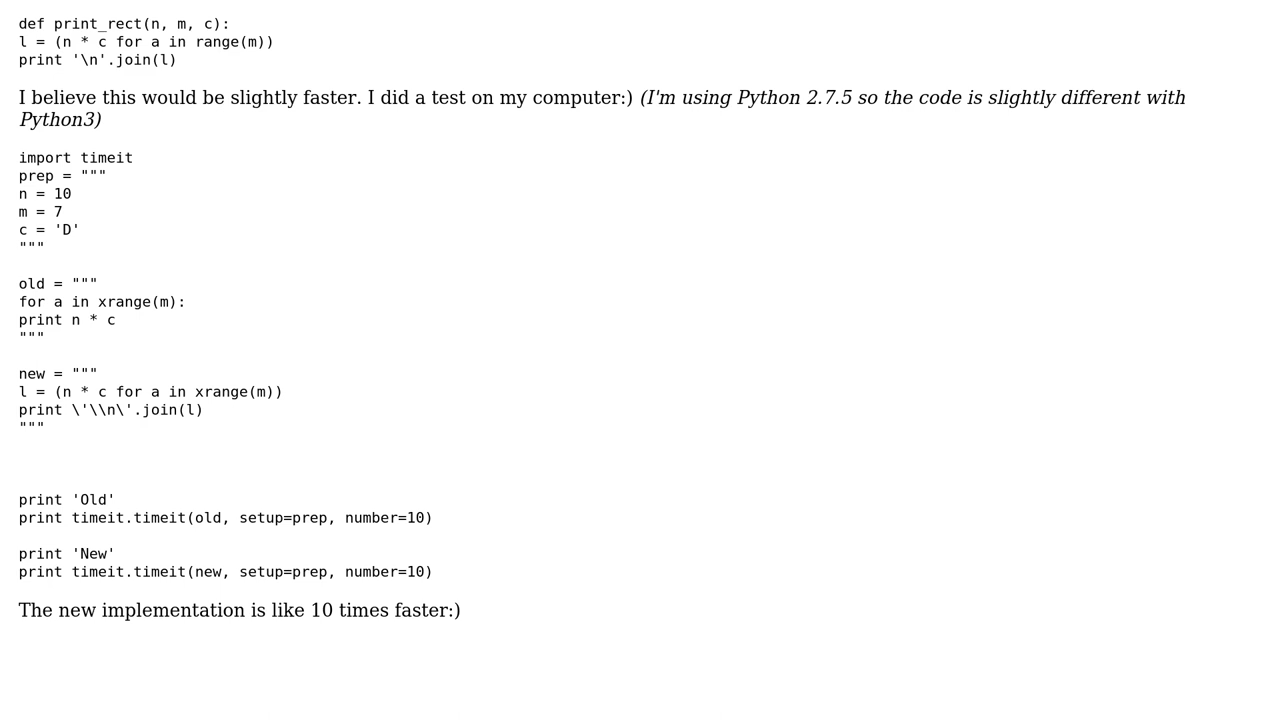 def print_rect(n, m, c):
l = (n * c for a in range(m))
print '\n'.join(l)
I believe this would be slightly faster. I did a test on my computer:) (I'm using Python 2.7.5 so the code is slightly different with
Python3)
import timeit
prep = """
n = 10
m = 7
c = 'D'
"""
old = """
for a in xrange(m):
print n * c
"""
new = """
l = (n * c for a in xrange(m))
print \'\\n\'.join(l)
"""
print 'Old'
print timeit.timeit(old, setup=prep, number=10)
print 'New'
print timeit.timeit(new, setup=prep, number=10)
The new implementation is like 10 times faster:)